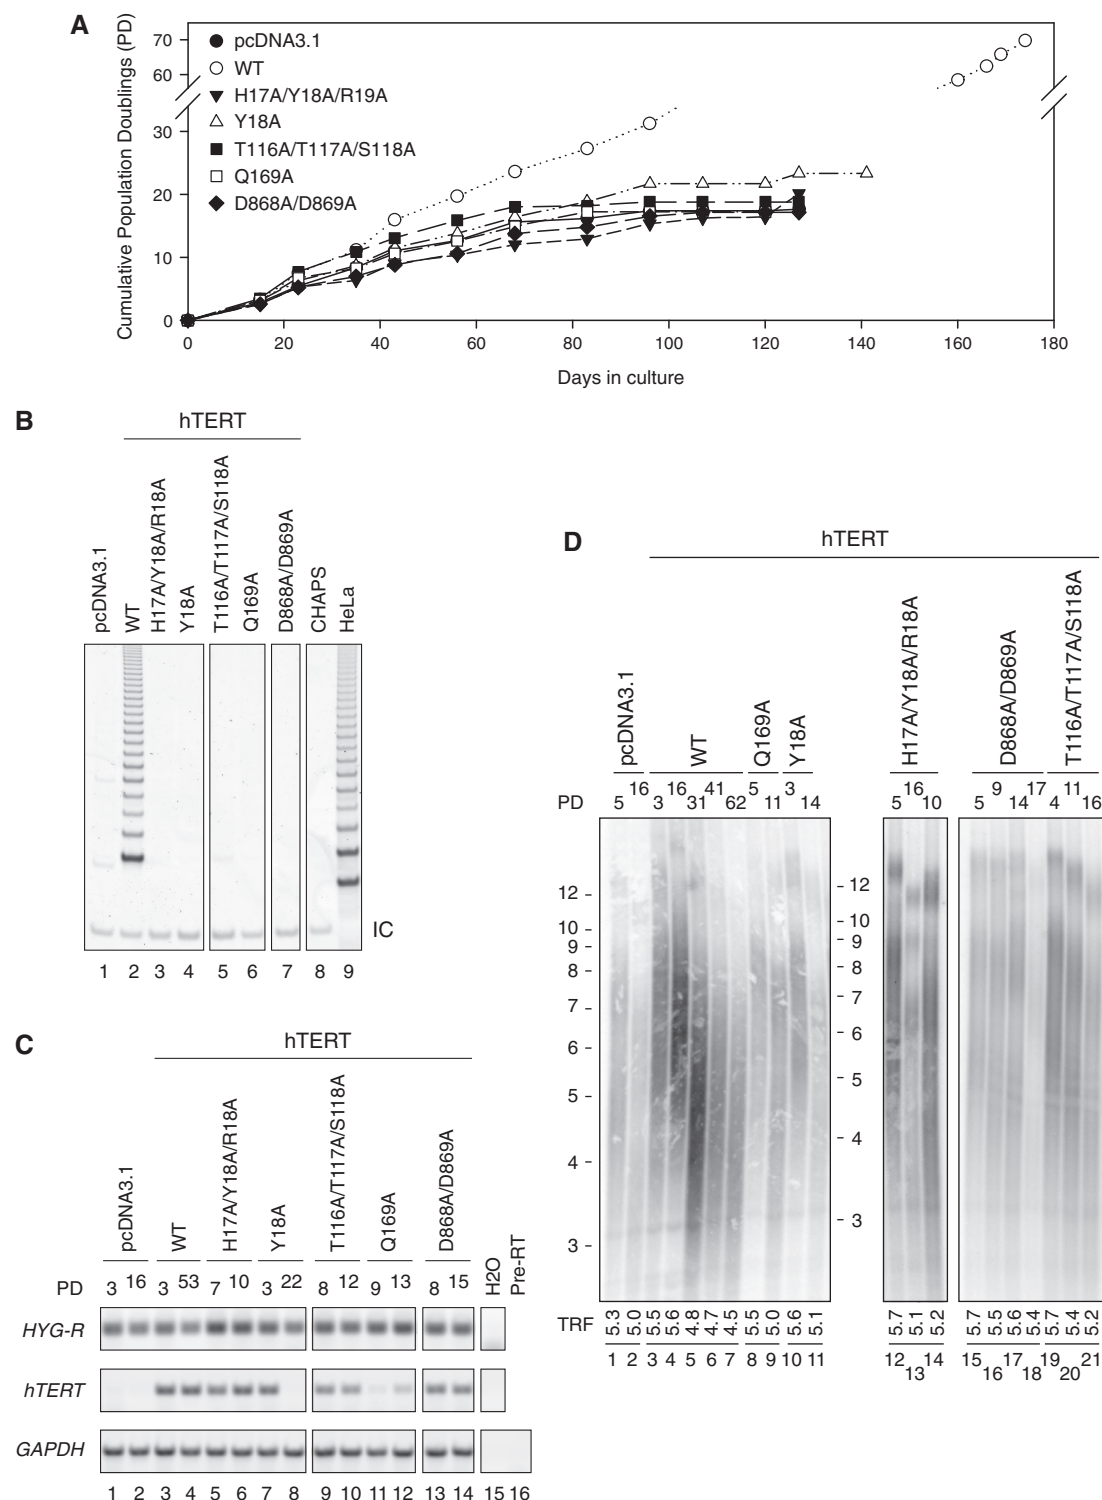 A
Cumulative Population Doublings (PD)
70
60
30
20
10
0
pcDNA3.1
WT
H17A/Y18A/R19A
Y18A
T116A/T117A/S118A
Q169A
D868A/D869A
0 20 40 60 80 100 120 140 160 180
Days in culture
B
hTERT
pcDNA3.1 WT H17A/Y18A/R18A Y18A T116A/T117A/S118A Q169A D868A/D869A CHAPS HeLa
IC
1 2 3 4 5 6 7 8 9
C
hTERT
pcDNA3.1 WT H17A/Y18A/R18A Y18A T116A/T117A/S118A Q169A D868A/D869A H2O Pre-RT
PD 3 16 3 53 7 10 3 22 8 12 9 13 8 15
HYG-R
hTERT
GAPDH
1 2 3 4 5 6 7 8 9 10 11 12 13 14 15 16
D
hTERT
pcDNA3.1 WT Q169A Y18A H17A/Y18A/R18A D868A/D869A T116A/T117A/S118A
PD 5 16 3 16 31 41 62 5 11 3 14 5 16 10 5 9 14 17 4 11 16
12 -
10 -
9 -
8 -
7 -
6 -
5 -
4 -
3 -
- 12
- 10
- 9
- 8
- 7
- 6
- 5
- 4
- 3
TRF 5.3 5.0 5.5 5.6 4.8 4.7 4.5 5.5 5.0 5.6 5.1 5.7 5.1 5.2 5.7 5.5 5.6 5.4 5.7 5.4 5.2
1 2 3 4 5 6 7 8 9 10 11 12 13 14 15 16 17 18 19 20 21